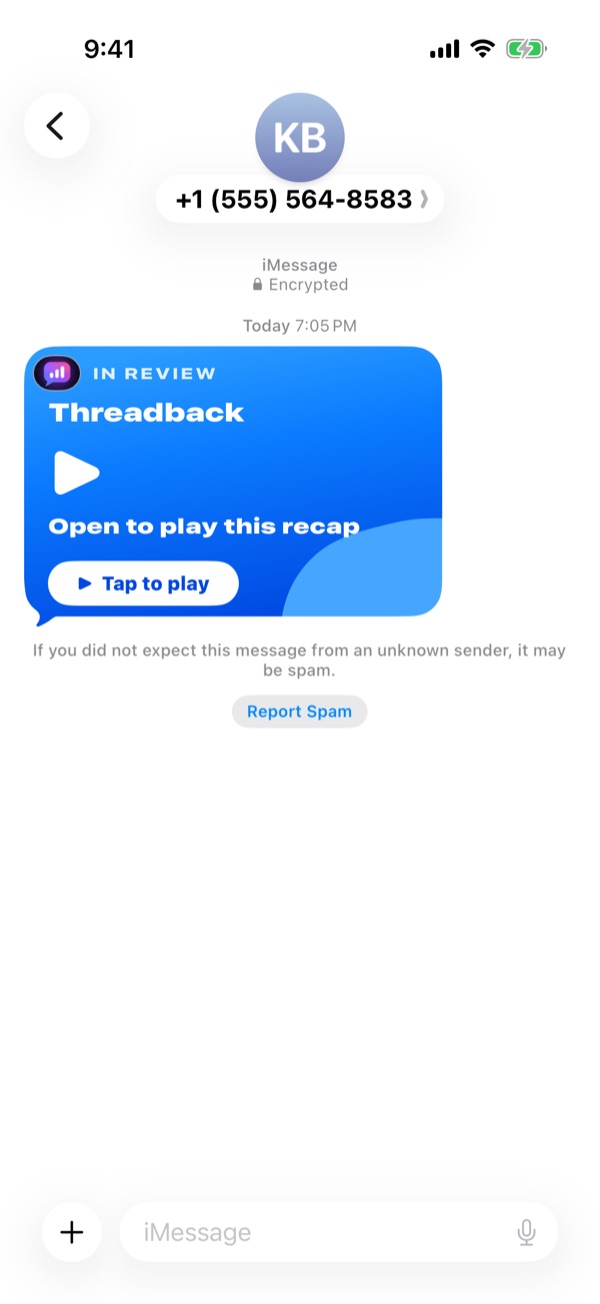 9:41
KB
+1 (555) 564-8583
iMessage
Encrypted
Today 7:05 PM
IN REVIEW
Threadback
Open to play this recap
Tap to play
If you did not expect this message from an unknown sender, it may
be spam.
Report Spam
iMessage